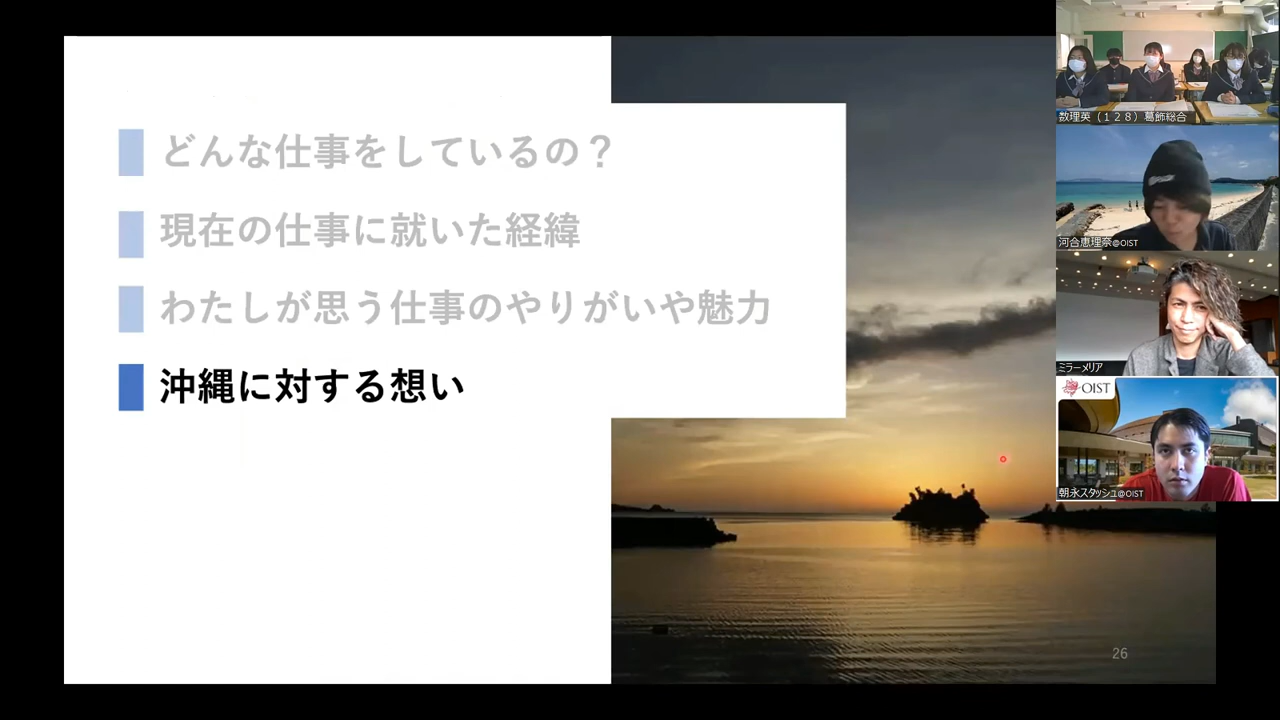 どんな仕事をしているの？
現在の仕事に就いた経緯
わたしが思う仕事のやりがいや魅力
沖縄に対する想い
26
数理英（１２８）葛飾総合
河合恵理奈@OIST
ミラーメリア
OIST
朝永スタッシュ@OIST